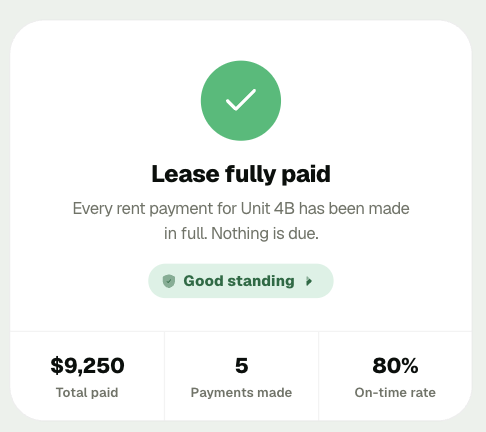 Lease fully paid
Every rent payment for Unit 4B has been made
in full. Nothing is due.
Good standing
$9,250
Total paid
5
Payments made
80%
On-time rate